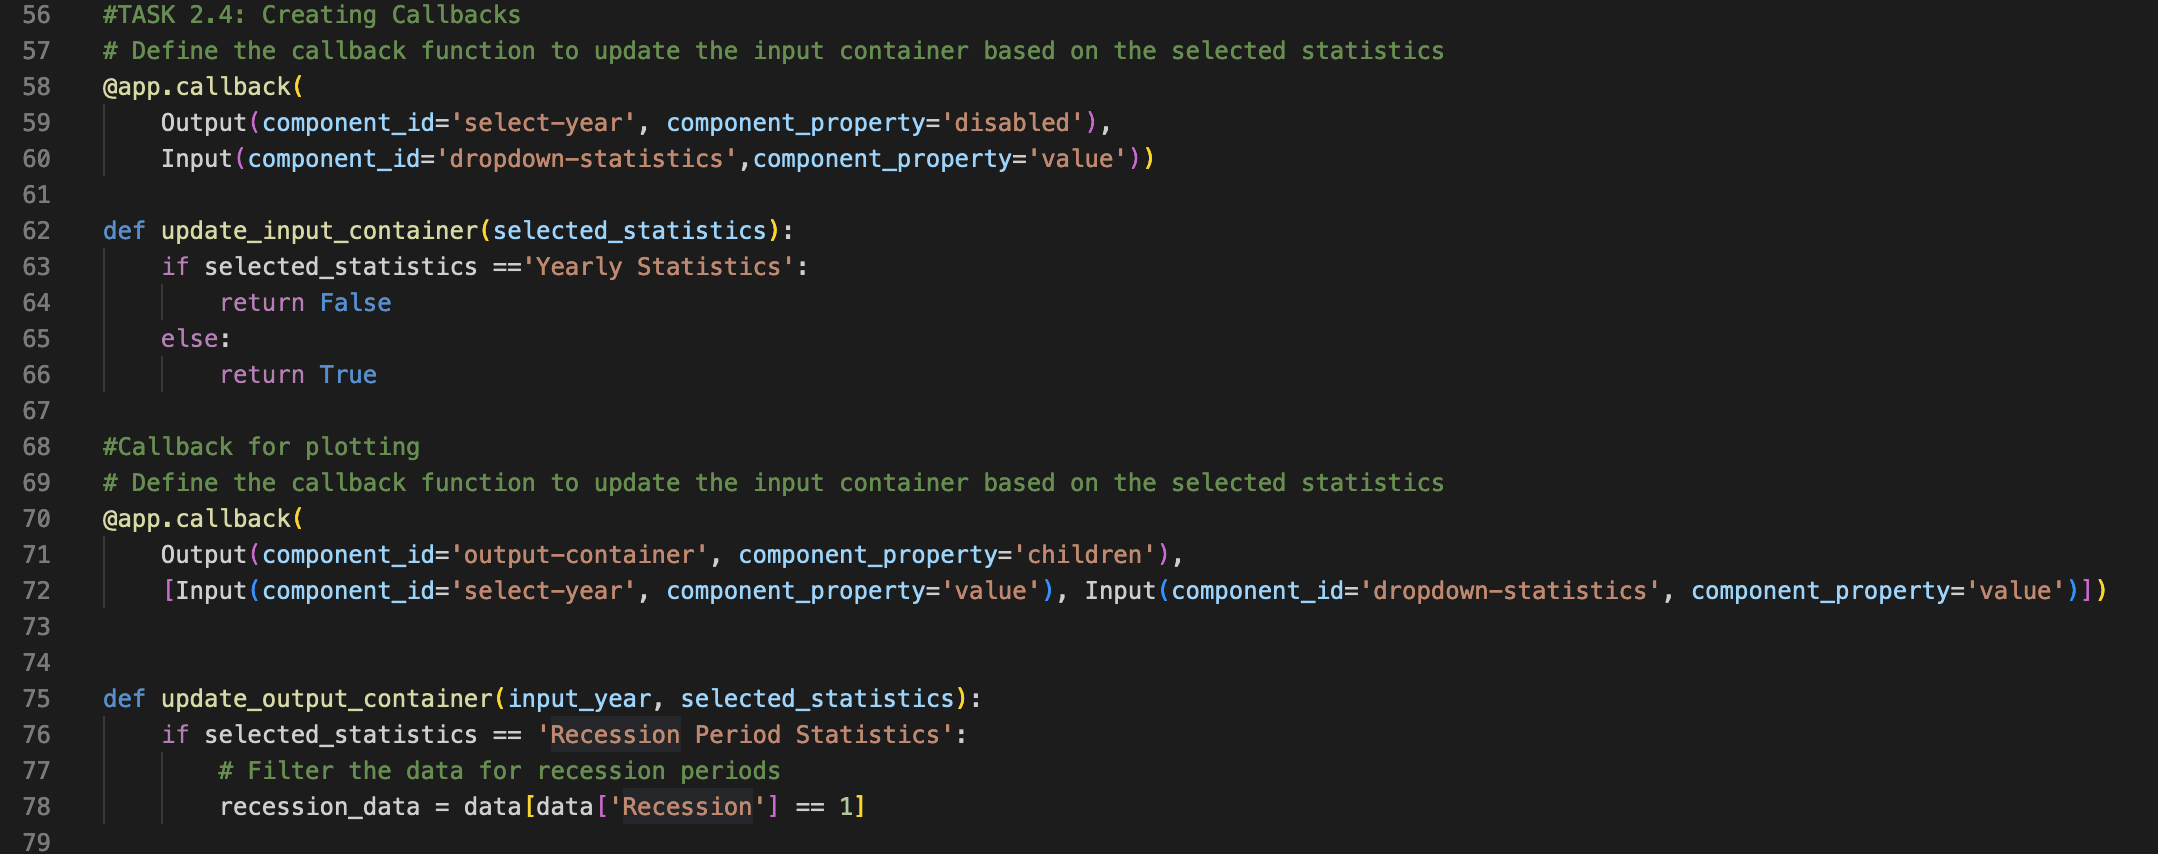 56 #TASK 2.4: Creating Callbacks
57 # Define the callback function to update the input container based on the selected statistics
58 @app.callback(
59     Output(component_id='select-year', component_property='disabled'),
60     Input(component_id='dropdown-statistics',component_property='value'))
61
62 def update_input_container(selected_statistics):
63     if selected_statistics =='Yearly Statistics':
64         return False
65     else:
66         return True
67
68 #Callback for plotting
69 # Define the callback function to update the input container based on the selected statistics
70 @app.callback(
71     Output(component_id='output-container', component_property='children'),
72     [Input(component_id='select-year', component_property='value'), Input(component_id='dropdown-statistics', component_property='value')])
73
74
75 def update_output_container(input_year, selected_statistics):
76     if selected_statistics == 'Recession Period Statistics':
77         # Filter the data for recession periods
78         recession_data = data[data['Recession'] == 1]
79